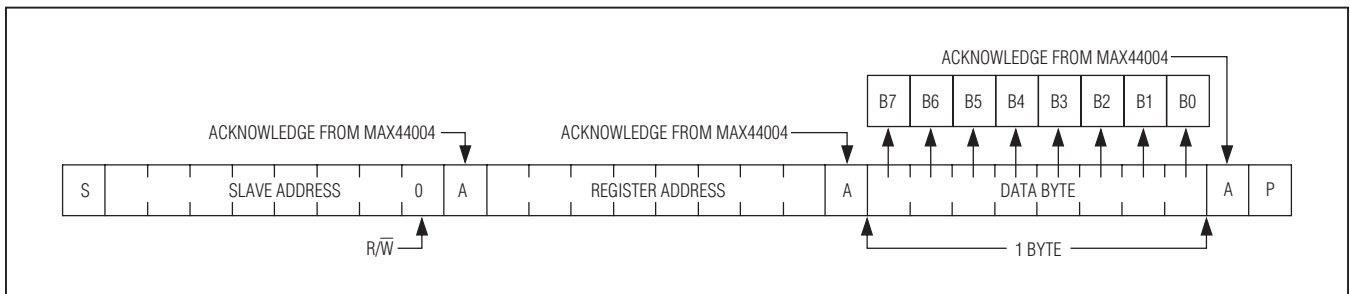 ACKNOWLEDGE FROM MAX44004
B7 B6 B5 B4 B3 B2 B1 B0
ACKNOWLEDGE FROM MAX44004 ACKNOWLEDGE FROM MAX44004
S SLAVE ADDRESS 0 A REGISTER ADDRESS A DATA BYTE A P
R/W̅ 1 BYTE